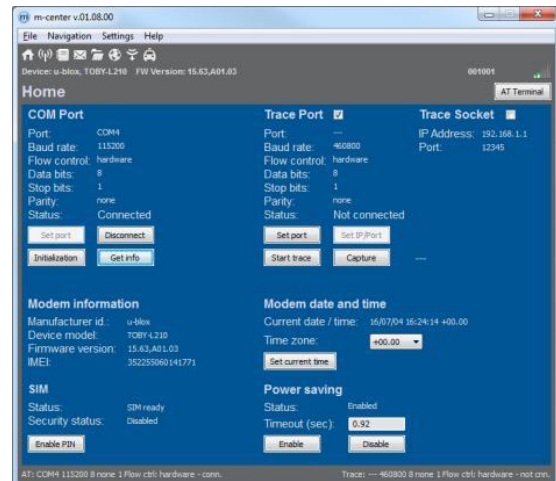 m-center v.01.08.00
File Navigation Settings Help
Device: u-blox, TOBY-L210 FW Version: 15.63,A01.03
001001
Home
AT Terminal
COM Port
Port: COM4
Baud rate: 115200
Flow control: hardware
Data bits: 8
Stop bits: 1
Parity: none
Status: Connected
Set port Disconnect
Initialization Get info
Trace Port
Port: ---
Baud rate: 460800
Flow control: hardware
Data bits: 8
Stop bits: 1
Parity: none
Status: Not connected
Set port Set IP/Port
Start trace Capture ---
Trace Socket
IP Address: 192.168.1.1
Port: 12345
Modem information
Manufacturer id.: u-blox
Device model: TOBY-L210
Firmware version: 15.63,A01.03
IMEI: 352255060141771
Modem date and time
Current date / time: 16/07/04 16:24:14 +00.00
Time zone: +00.00
Set current time
SIM
Status: SIM ready
Security status: Disabled
Enable PIN
Power saving
Status: Enabled
Timeout (sec): 0.92
Enable Disable
AT: COM4 115200 8 none 1 Flow ctrl: hardware - conn.
Trace: --- 460800 8 none 1 Flow ctrl: hardware - not cnn.